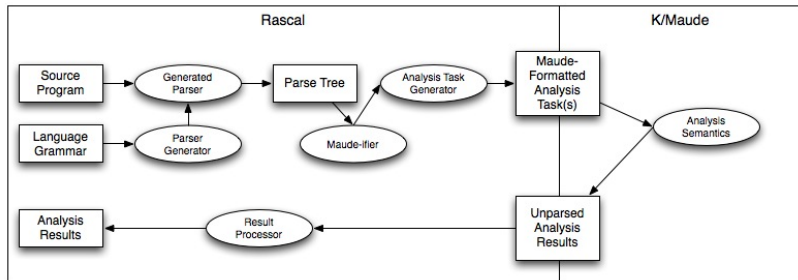 Rascal
K/Maude
Source
Program
Generated
Parser
Parse Tree
Analysis Task
Generator
Maude-
Formatted
Analysis
Task(s)
Language
Grammar
Parser
Generator
Maude-ifier
Analysis
Semantics
Analysis
Results
Result
Processor
Unparsed
Analysis
Results